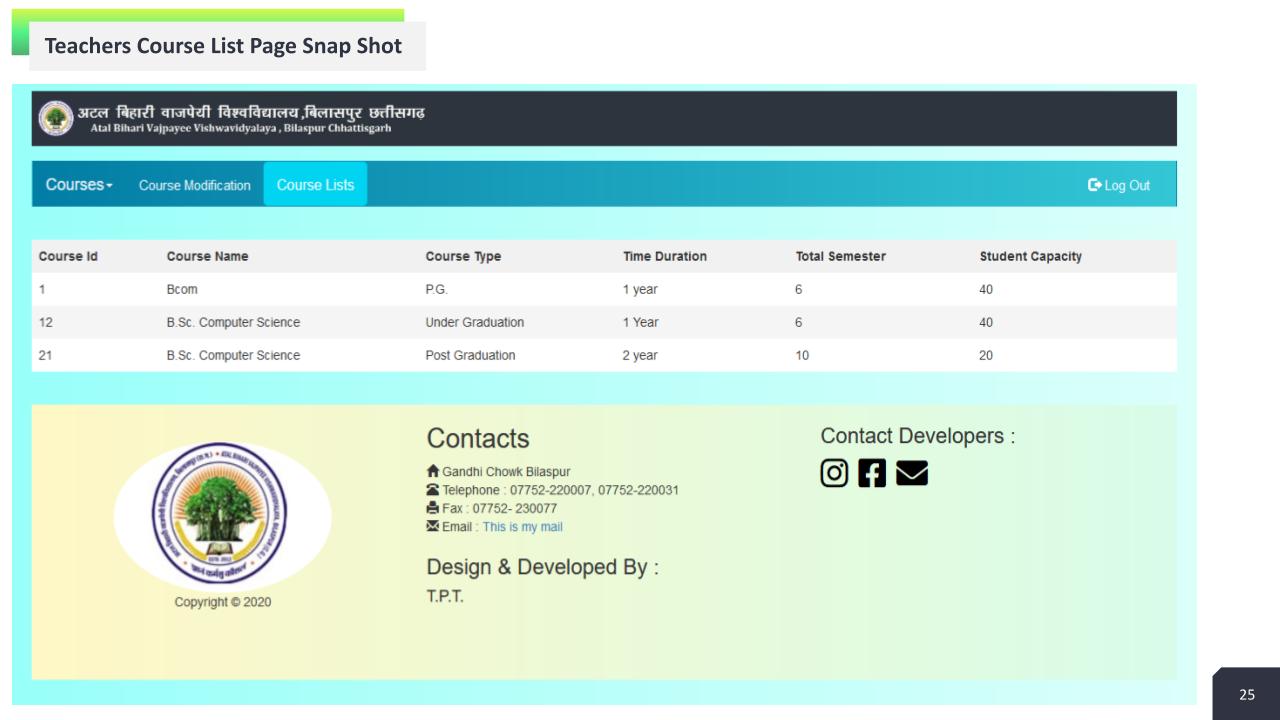 Teachers Course List Page Snap Shot
अटल बिहारी वाजपेयी विश्वविद्यालय,बिलासपुर छत्तीसगढ़
Atal Bihari Vajpayee Vishwavidyalaya , Bilaspur Chhattisgarh
Courses Course Modification Course Lists Log Out
Course Id Course Name Course Type Time Duration Total Semester Student Capacity
1 Bcom P.G. 1 year 6 40
12 B.Sc. Computer Science Under Graduation 1 Year 6 40
21 B.Sc. Computer Science Post Graduation 2 year 10 20
Copyright © 2020
Contacts
Gandhi Chowk Bilaspur
Telephone : 07752-220007, 07752-220031
Fax : 07752- 230077
Email : This is my mail
Design & Developed By :
T.P.T.
Contact Developers :
25